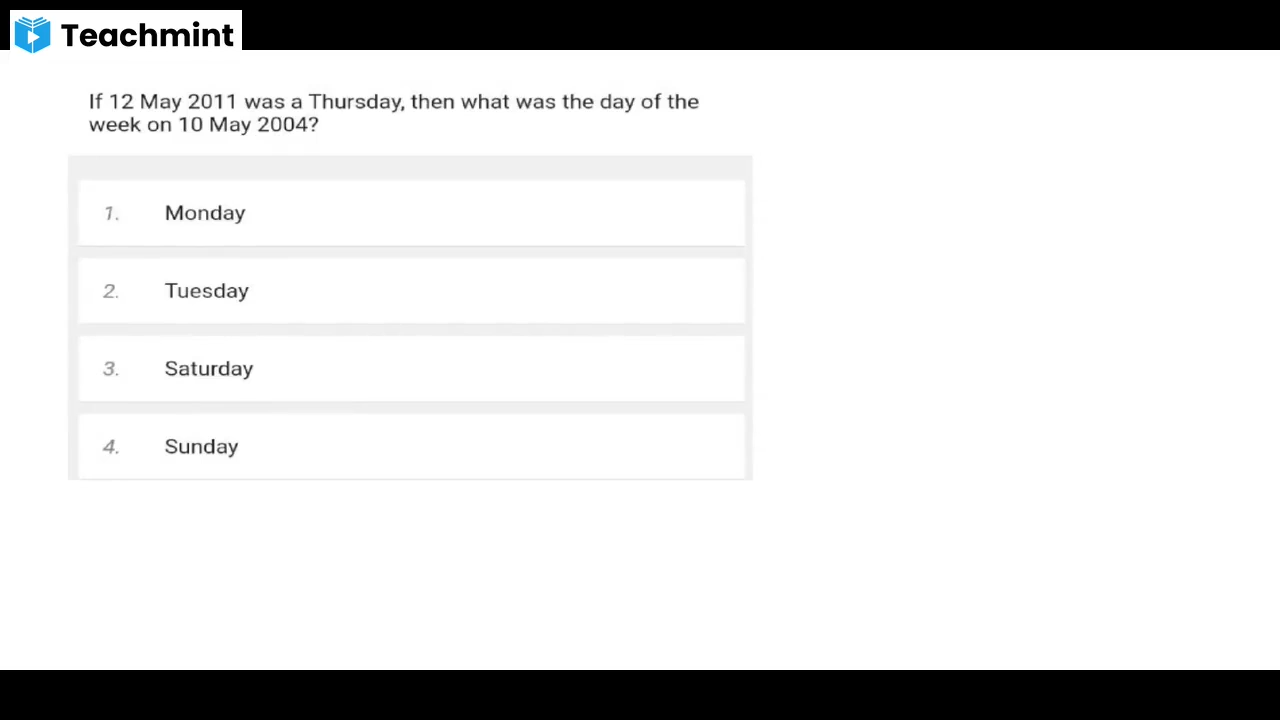 Teachmint
If 12 May 2011 was a Thursday, then what was the day of the
week on 10 May 2004?
1. Monday
2. Tuesday
3. Saturday
4. Sunday